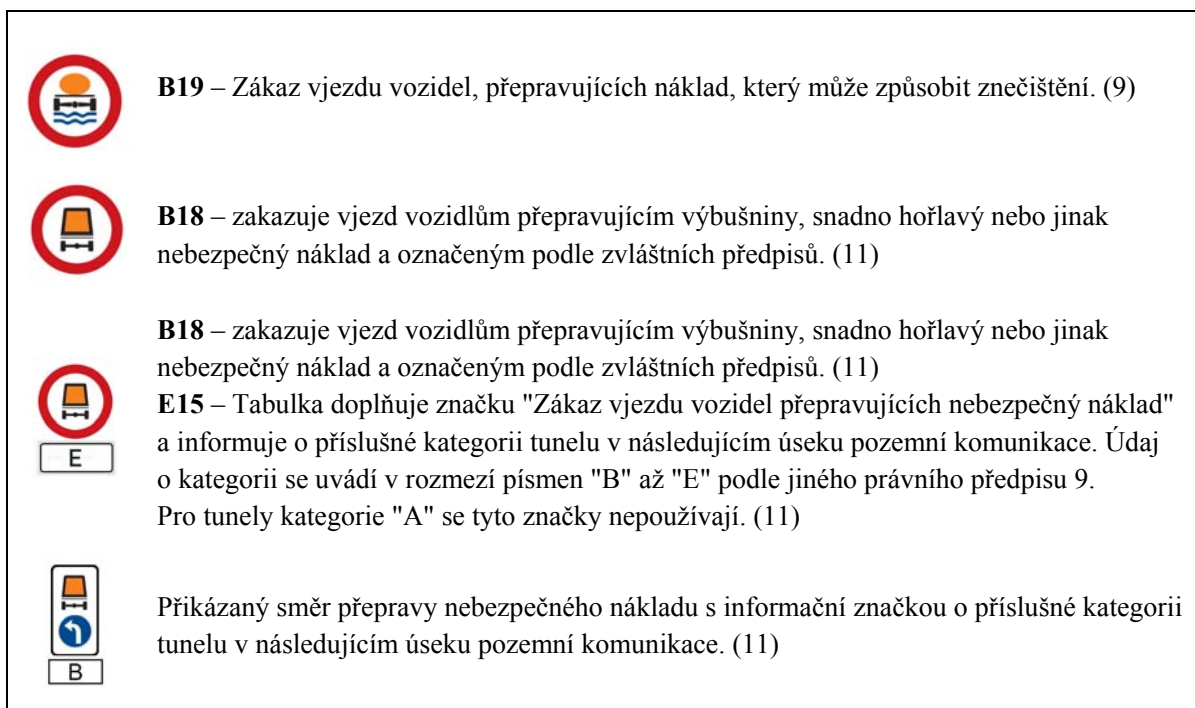 B19 – Zákaz vjezdu vozidel, přepravujících náklad, který může způsobit znečištění. (9)
B18 – zakazuje vjezd vozidlům přepravujícím výbušniny, snadno hořlavý nebo jinak
nebezpečný náklad a označeným podle zvláštních předpisů. (11)
B18 – zakazuje vjezd vozidlům přepravujícím výbušniny, snadno hořlavý nebo jinak
nebezpečný náklad a označeným podle zvláštních předpisů. (11)
E15 – Tabulka doplňuje značku "Zákaz vjezdu vozidel přepravujících nebezpečný náklad"
a informuje o příslušné kategorii tunelu v následujícím úseku pozemní komunikace. Údaj
o kategorii se uvádí v rozmezí písmen "B" až "E" podle jiného právního předpisu 9.
Pro tunely kategorie "A" se tyto značky nepoužívají. (11)
E
Přikázaný směr přepravy nebezpečného nákladu s informační značkou o příslušné kategorii
tunelu v následujícím úseku pozemní komunikace. (11)
B